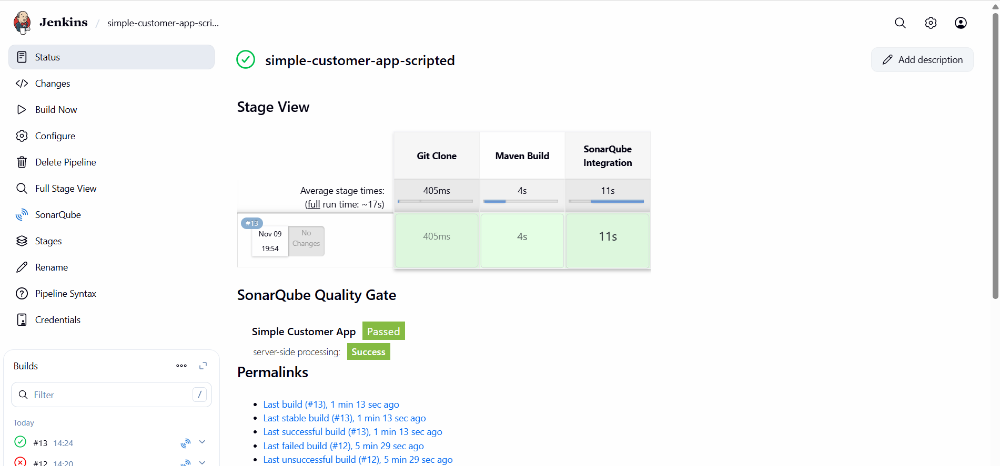 Jenkins / simple-customer-app-scri...
Status
Changes
Build Now
Configure
Delete Pipeline
Full Stage View
SonarQube
Stages
Rename
Pipeline Syntax
Credentials
Builds
Filter /
Today
#13 14:24
#12 14:20
simple-customer-app-scripted
Add description
Stage View
Git Clone
Maven Build
SonarQube
Integration
Average stage times:
(full run time: ~17s)
405ms
4s
11s
#13
Nov 09
19:54
No
Changes
405ms
4s
11s
SonarQube Quality Gate
Simple Customer App Passed
server-side processing: Success
Permalinks
Last build (#13), 1 min 13 sec ago
Last stable build (#13), 1 min 13 sec ago
Last successful build (#13), 1 min 13 sec ago
Last failed build (#12), 5 min 29 sec ago
Last unsuccessful build (#12), 5 min 29 sec ago